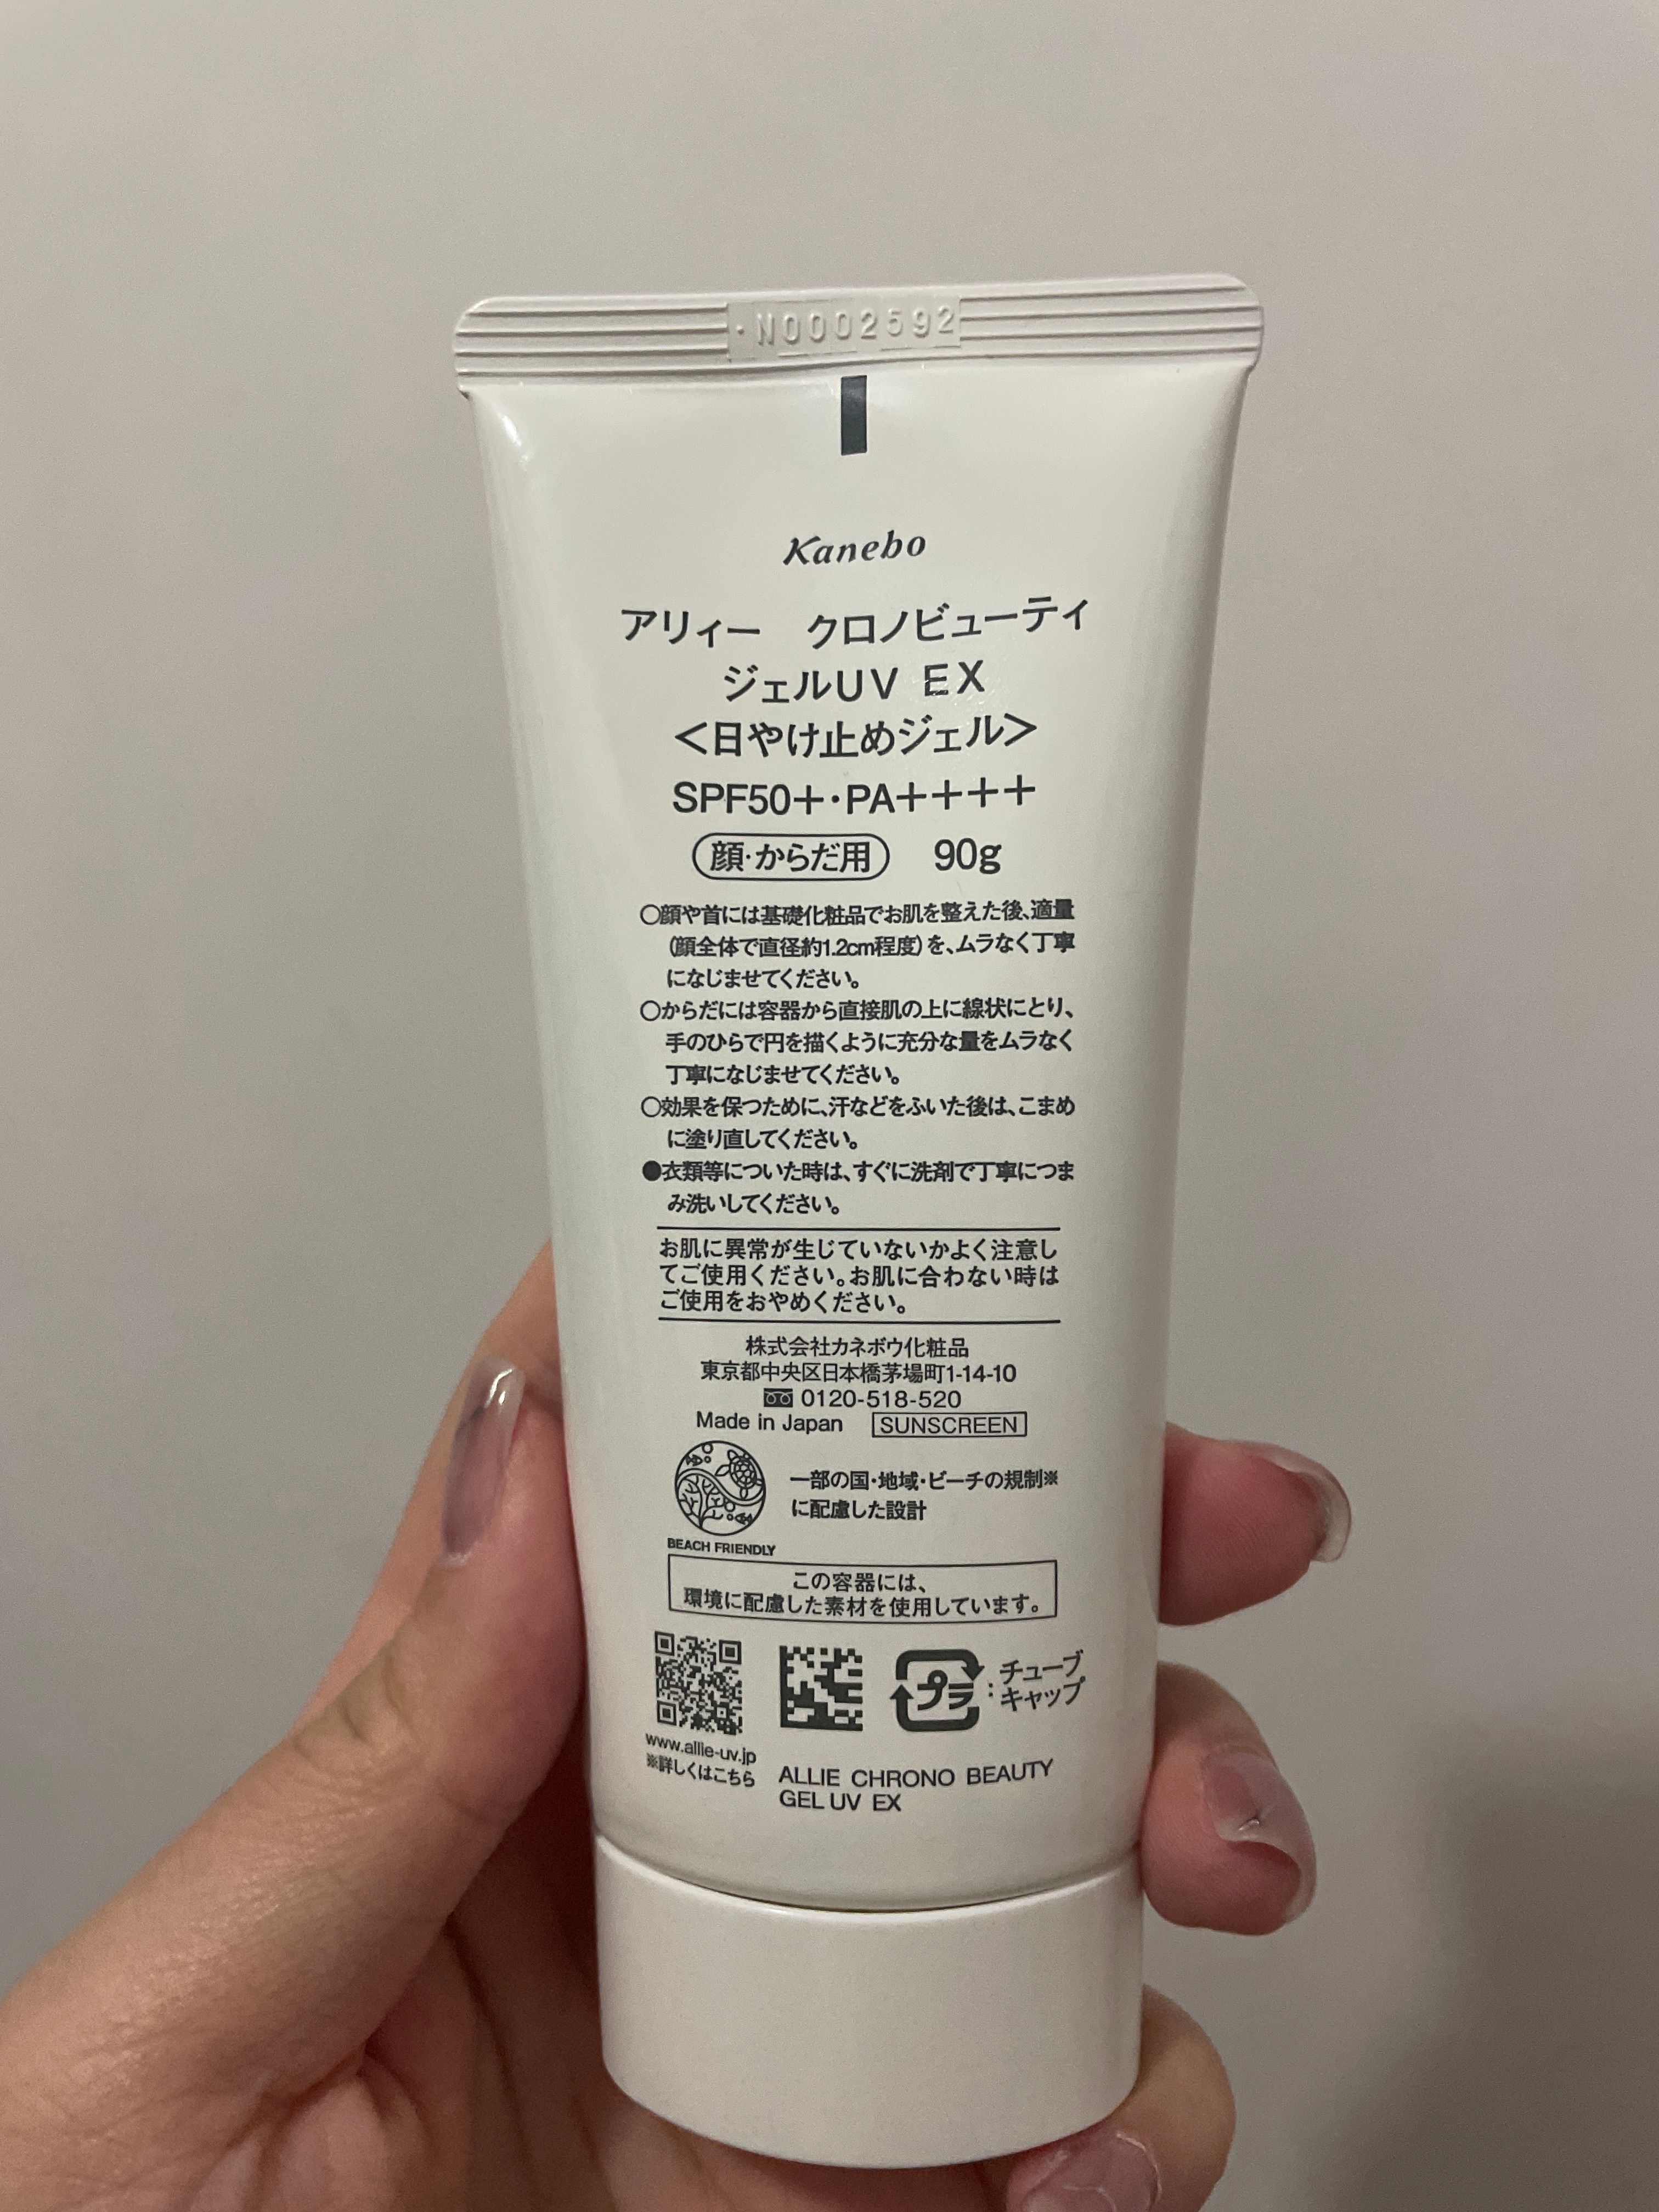 ·N0002592
Kanebo
アリィー　クロノビューティ
ジェルUV EX
＜日やけ止めジェル＞
SPF50＋･PA＋＋＋＋
顔･からだ用　90g
○顔や首には基礎化粧品でお肌を整えた後、適量
（顔全体で直径約1.2cm程度）を、ムラなく丁寧
になじませてください。
○からだには容器から直接肌の上に線状にとり、
手のひらで円を描くように充分な量をムラなく
丁寧になじませてください。
○効果を保つために、汗などをふいた後は、こまめ
に塗り直してください。
●衣類等についた時は、すぐに洗剤で丁寧につま
み洗いしてください。
お肌に異常が生じていないかよく注意し
てご使用ください。お肌に合わない時は
ご使用をおやめください。
株式会社カネボウ化粧品
東京都中央区日本橋茅場町1-14-10
0120-518-520
Made in Japan　SUNSCREEN
一部の国･地域･ビーチの規制※
に配慮した設計
BEACH FRIENDLY
この容器には、
環境に配慮した素材を使用しています。
プラ：チューブ
キャップ
www.allie-uv.jp
※詳しくはこちら
ALLIE CHRONO BEAUTY
GEL UV EX